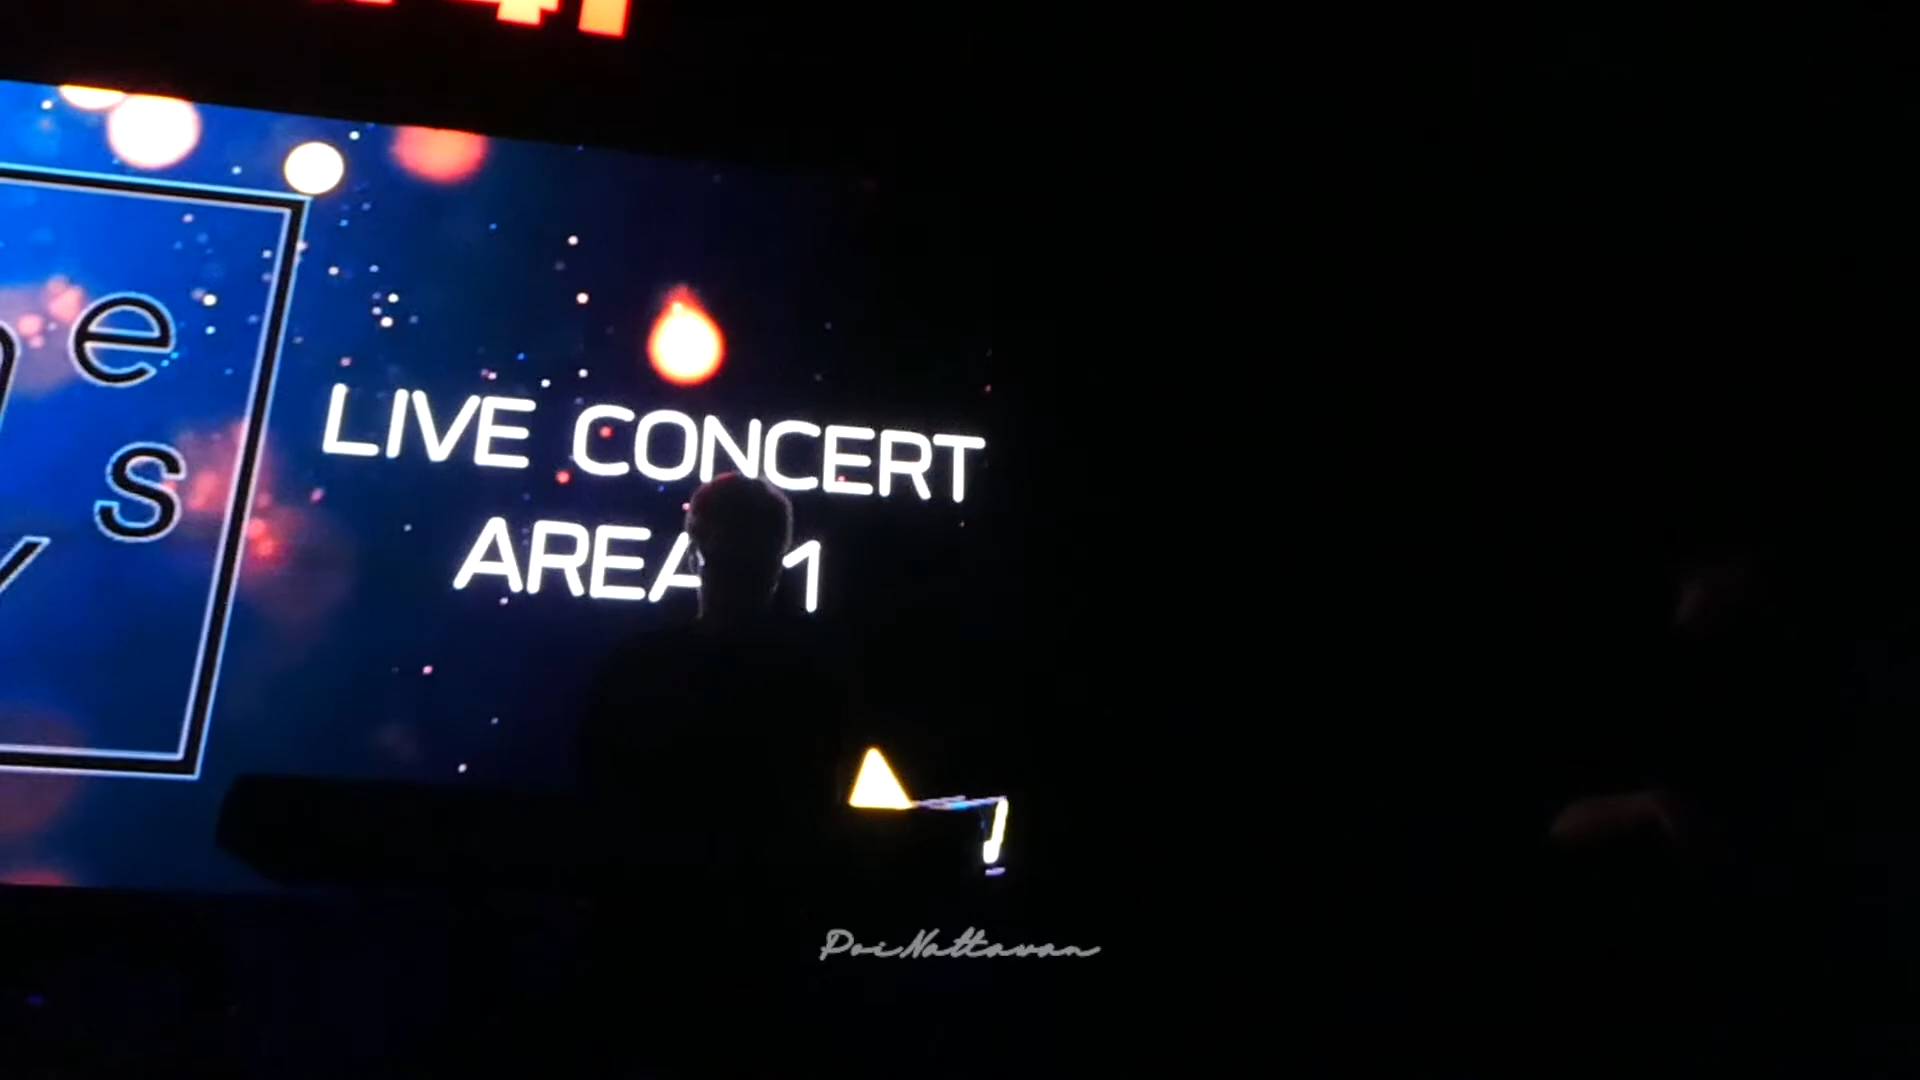 e
s
LIVE CONCERT
AREA 1
PoiNattawan